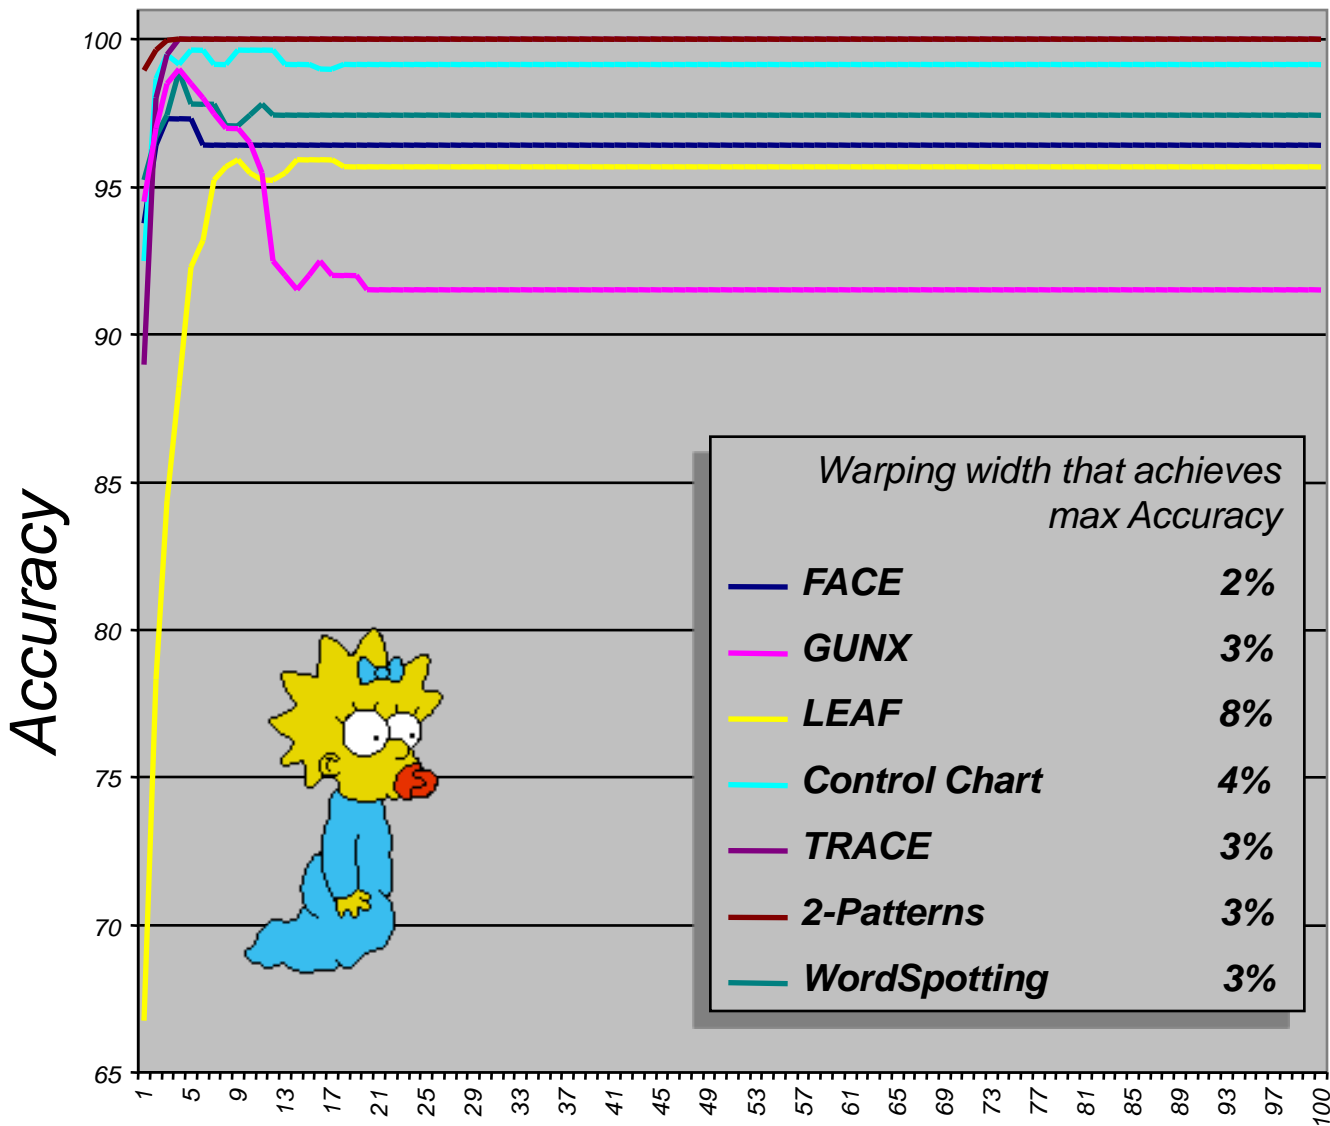 100
95
90
85
80
75
70
65
Accuracy
Warping width that achieves
max Accuracy
FACE 2%
GUNX 3%
LEAF 8%
Control Chart 4%
TRACE 3%
2-Patterns 3%
WordSpotting 3%
1 5 9 13 17 21 25 29 33 37 41 45 49 53 57 61 65 69 73 77 81 85 89 93 97 100